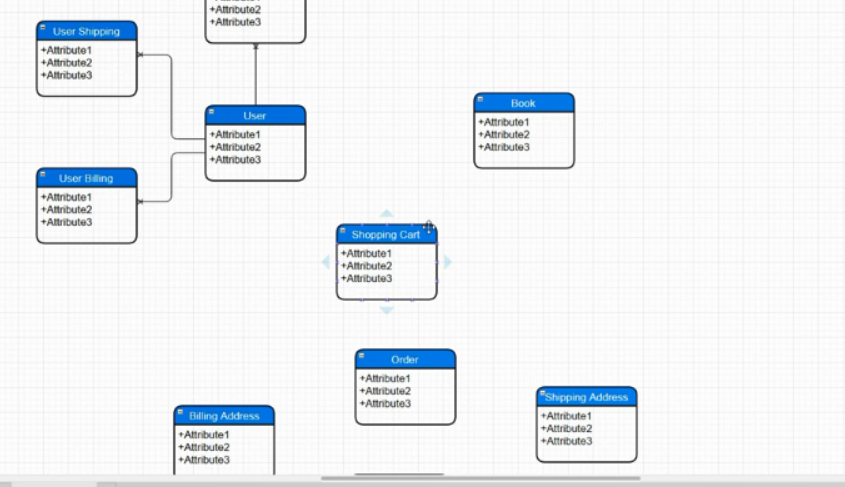 +Attribute2
+Attribute3
User Shipping
+Attribute1
+Attribute2
+Attribute3
User
+Attribute1
+Attribute2
+Attribute3
Book
+Attribute1
+Attribute2
+Attribute3
User Billing
+Attribute1
+Attribute2
+Attribute3
Shopping Cart
+Attribute1
+Attribute2
+Attribute3
Order
+Attribute1
+Attribute2
+Attribute3
Shipping Address
+Attribute1
+Attribute2
+Attribute3
Billing Address
+Attribute1
+Attribute2
+Attribute3